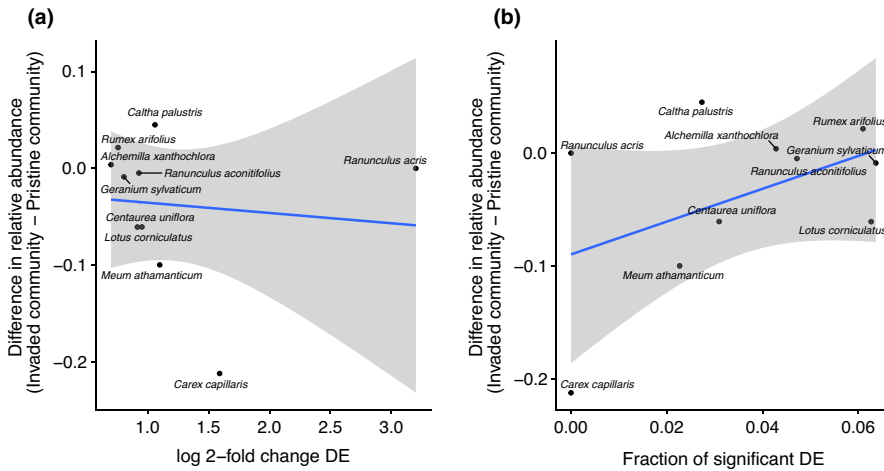 (a)
Difference in relative abundance
(Invaded community − Pristine community)
0.1
0.0
−0.1
−0.2
Caltha palustris
Rumex arifolius
Alchemilla xanthochlora
Ranunculus aconitifolius
Geranium sylvaticum
Ranunculus acris
Centaurea uniflora
Lotus corniculatus
Meum athamanticum
Carex capillaris
1.0 1.5 2.0 2.5 3.0
log 2−fold change DE
(b)
Difference in relative abundance
(Invaded community − Pristine community)
0.0
−0.1
−0.2
Caltha palustris
Rumex arifolius
Alchemilla xanthochlora
Ranunculus acris
Geranium sylvaticum
Ranunculus aconitifolius
Centaurea uniflora
Lotus corniculatus
Meum athamanticum
Carex capillaris
0.00 0.02 0.04 0.06
Fraction of significant DE